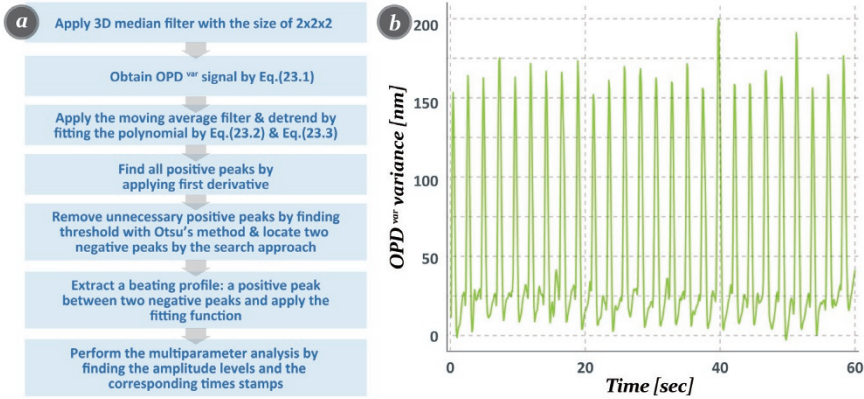 a
Apply 3D median filter with the size of 2x2x2
Obtain OPD var signal by Eq.(23.1)
Apply the moving average filter & detrend by
fitting the polynomial by Eq.(23.2) & Eq.(23.3)
Find all positive peaks by
applying first derivative
Remove unnecessary positive peaks by finding
threshold with Otsu's method & locate two
negative peaks by the search approach
Extract a beating profile: a positive peak
between two negative peaks and apply the
fitting function
Perform the multiparameter analysis by
finding the amplitude levels and the
corresponding times stamps
b
OPD var variance [nm]
200
150
100
50
0
0 20 40 60
Time [sec]